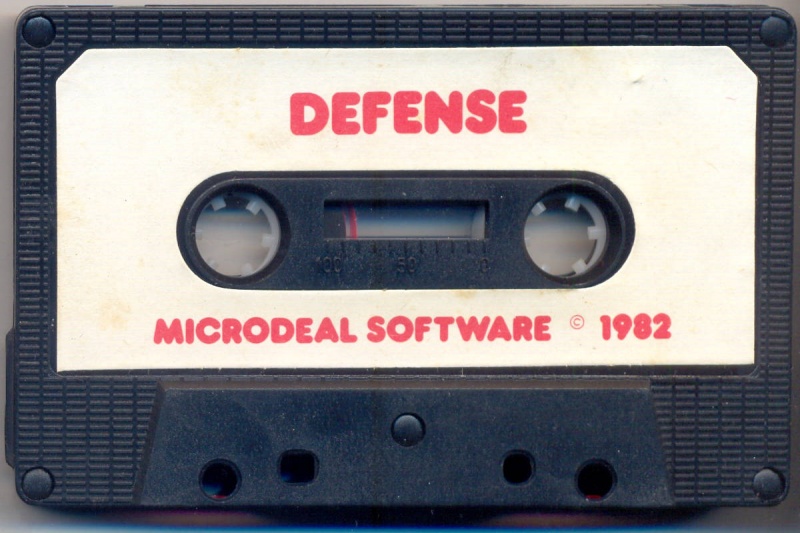 DEFENSE
100 50 0
MICRODEAL SOFTWARE © 1982